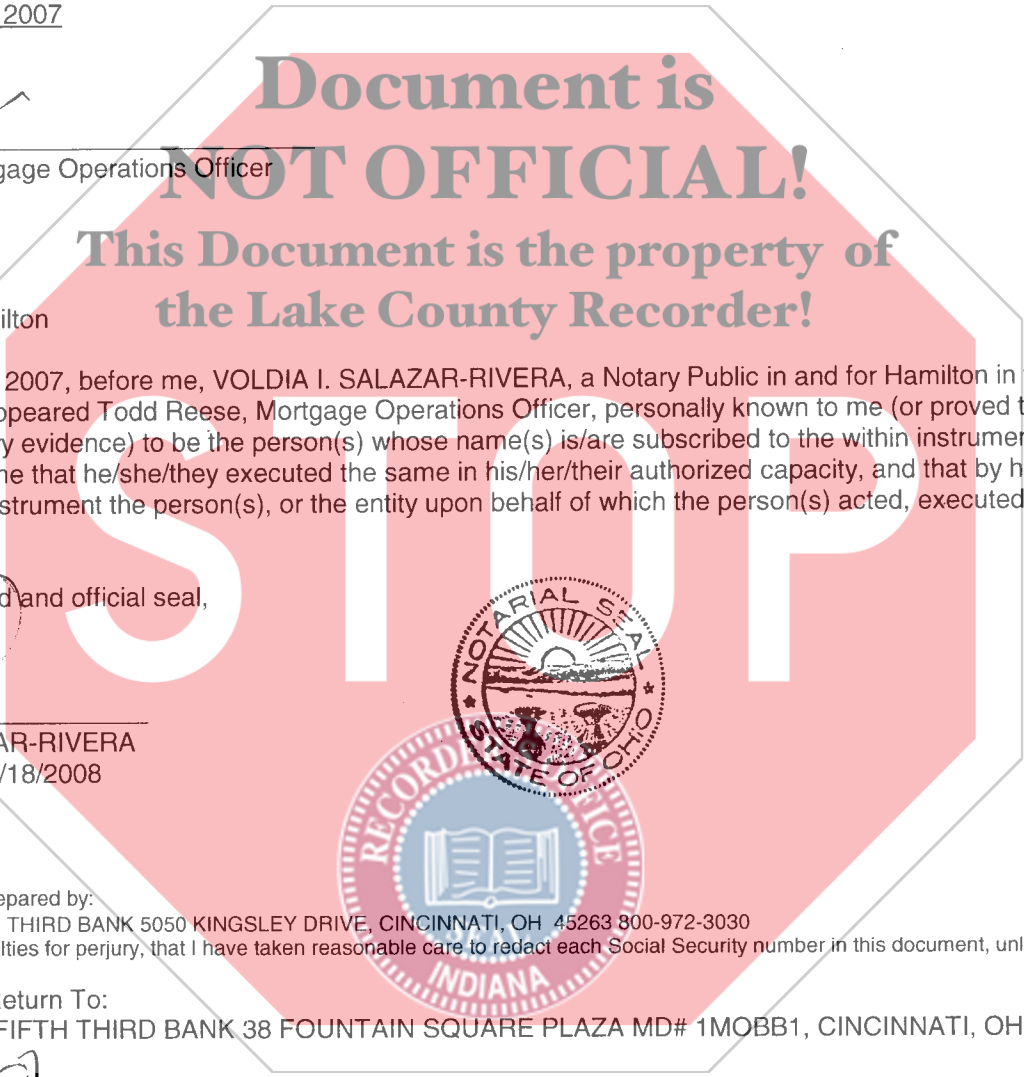 2007
Document is
NOT OFFICIAL!
This Document is the property of
the Lake County Recorder!
gage Operations Officer
ilton
2007, before me, VOLDIA I. SALAZAR-RIVERA, a Notary Public in and for Hamilton in
ppeared Todd Reese, Mortgage Operations Officer, personally known to me (or proved t
y evidence) to be the person(s) whose name(s) is/are subscribed to the within instrumen
ne that he/she/they executed the same in his/her/their authorized capacity, and that by h
strument the person(s), or the entity upon behalf of which the person(s) acted, executed
STOP
d and official seal,
NOTARIAL SEAL
STATE OF OHIO
AR-RIVERA
/18/2008
RECORDER'S OFFICE
SEAL
INDIANA
epared by:
THIRD BANK 5050 KINGSLEY DRIVE, CINCINNATI, OH 45263 800-972-3030
lties for perjury, that I have taken reasonable care to redact each Social Security number in this document, unl
eturn To:
FIFTH THIRD BANK 38 FOUNTAIN SQUARE PLAZA MD# 1MOBB1, CINCINNATI, OH